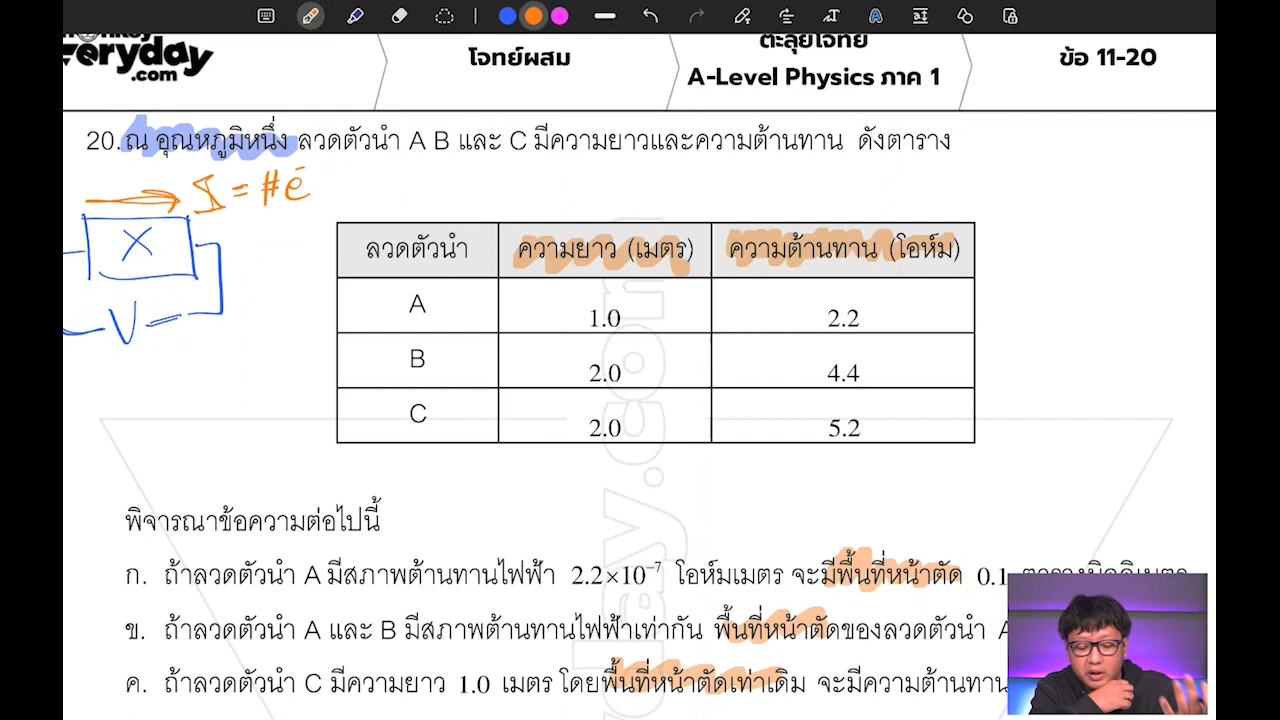 everyday
.com
โจทย์ผสม
ตะลุยโจทย์
A-Level Physics ภาค 1
ข้อ 11-20
20. ณ อุณหภูมิหนึ่ง ลวดตัวนำ A B และ C มีความยาวและความต้านทาน ดังตาราง
I = #e⁻
X
V
ลวดตัวนำ ความยาว (เมตร) ความต้านทาน (โอห์ม)
A 1.0 2.2
B 2.0 4.4
C 2.0 5.2
พิจารณาข้อความต่อไปนี้
ก. ถ้าลวดตัวนำ A มีสภาพต้านทานไฟฟ้า 2.2×10⁻⁷ โอห์มเมตร จะมีพื้นที่หน้าตัด 0.1
ข. ถ้าลวดตัวนำ A และ B มีสภาพต้านทานไฟฟ้าเท่ากัน พื้นที่หน้าตัดของลวดตัวนำ A
ค. ถ้าลวดตัวนำ C มีความยาว 1.0 เมตร โดยพื้นที่หน้าตัดเท่าเดิม จะมีความต้านทาน